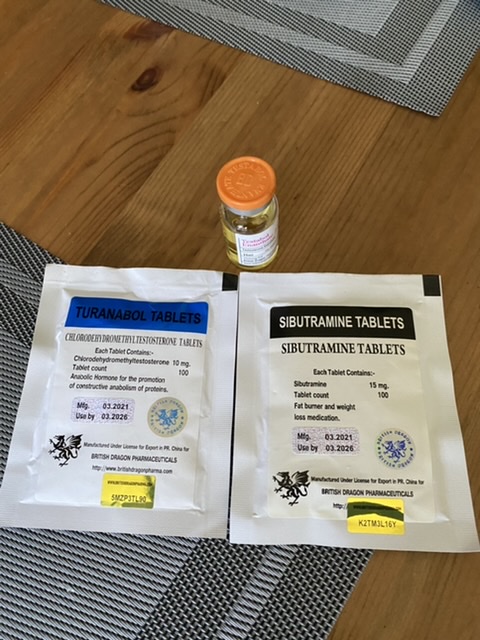 TURANABOL TABLETS
CHLORODEHYDROMETHYLTESTOSTERONE TABLETS
Each Tablet Contains:-
Chlorodehydromethyltestosterone 10 mg.
Tablet count 100
Anabolic Hormone for the promotion
of constructive anabolism of proteins.
Mfg. 03.2021
Use by 03.2026
Manufactured Under License for Export in PR. China for
BRITISH DRAGON PHARMACEUTICALS
http://www.britishdragonpharma.com
5MZP3TL90
SIBUTRAMINE TABLETS
SIBUTRAMINE TABLETS
Each Tablet Contains:-
Sibutramine 15 mg.
Tablet count 100
Fat burner and weight
loss medication.
Mfg. 03.2021
Use by 03.2026
BRITISH DRAGON
Manufactured Under License for Export in PR. China for
BRITISH DRAGON PHARMACEUTICALS
http:/
K2TM3L16Y